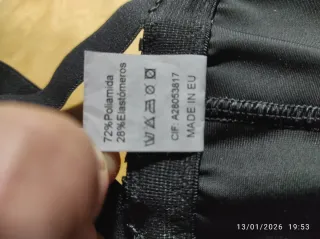 72%Poliamida
28%Elastómeros
CIF. A28053817
MADE IN EU
13/01/2026 19:53